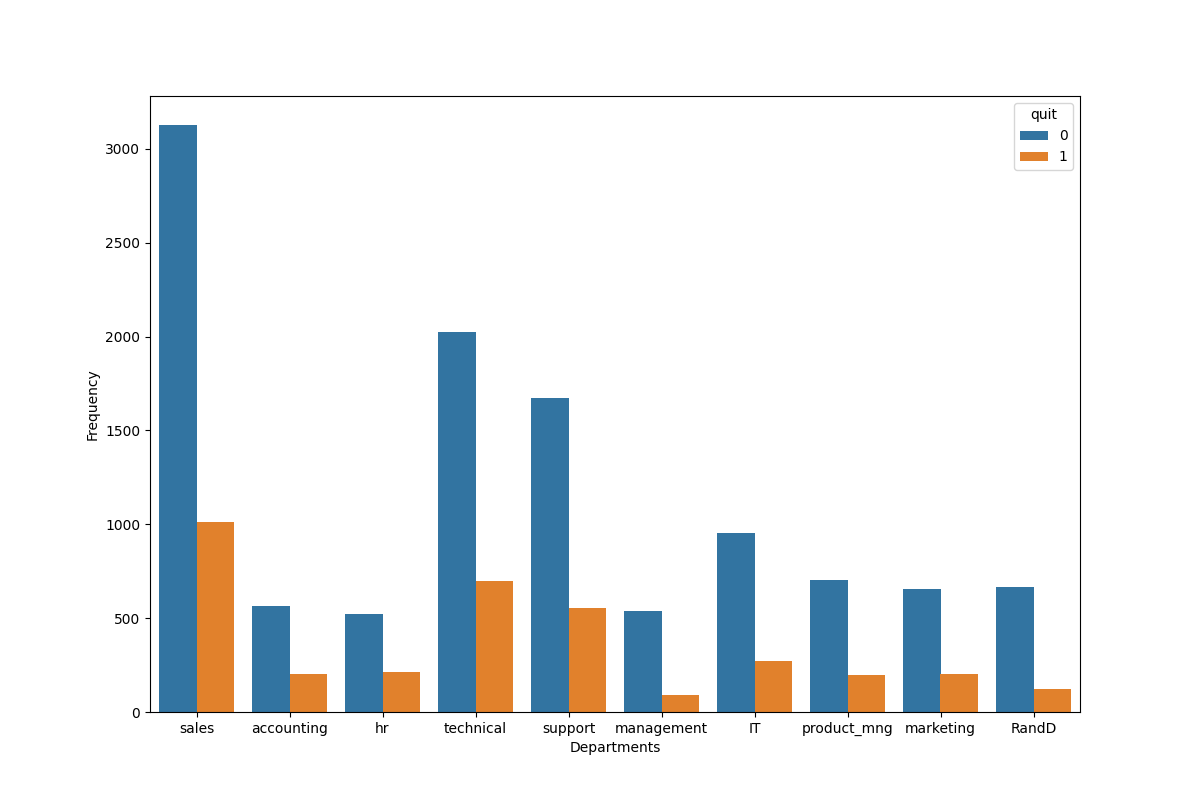 quit
0
1
3000
2500
2000
1500
1000
500
0
Frequency
sales accounting hr technical support management IT product_mng marketing RandD
Departments